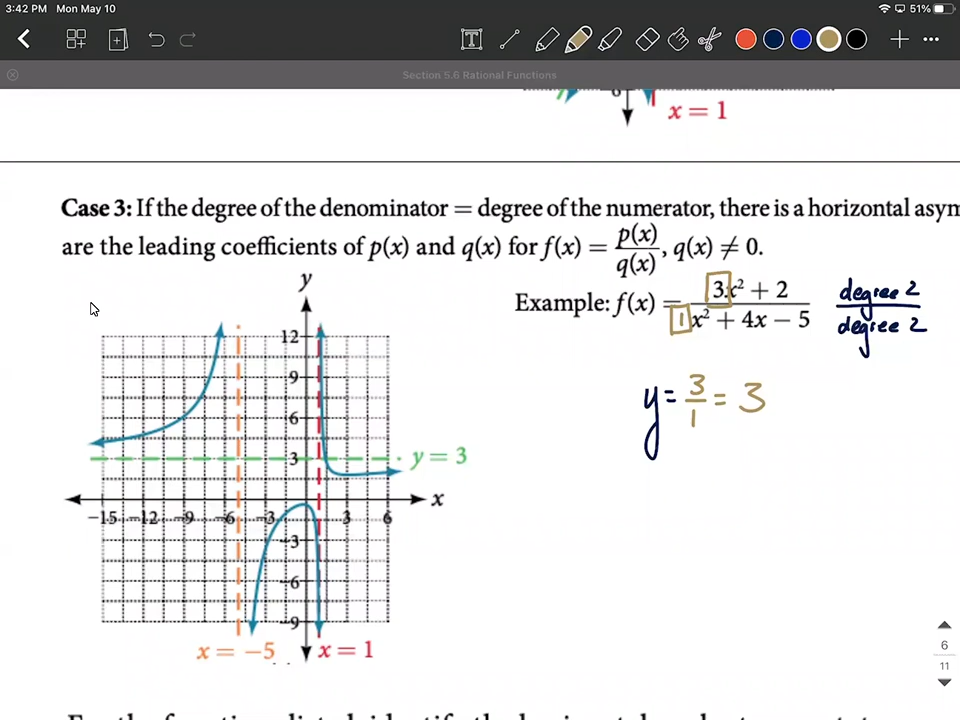 3:42 PM Mon May 10
51%
Section 5.6 Rational Functions
x = 1
Case 3: If the degree of the denominator = degree of the numerator, there is a horizontal asym
are the leading coefficients of p(x) and q(x) for f(x) = p(x)/q(x), q(x) ≠ 0.
Example: f(x) = 3x² + 2 / 1x² + 4x − 5
degree 2
degree 2
y = 3/1 = 3
y
12
9
6
3
y = 3
x
−15 −12 −9 −6 −3 3 6
−3
−6
−9
x = −5
x = 1
6
11